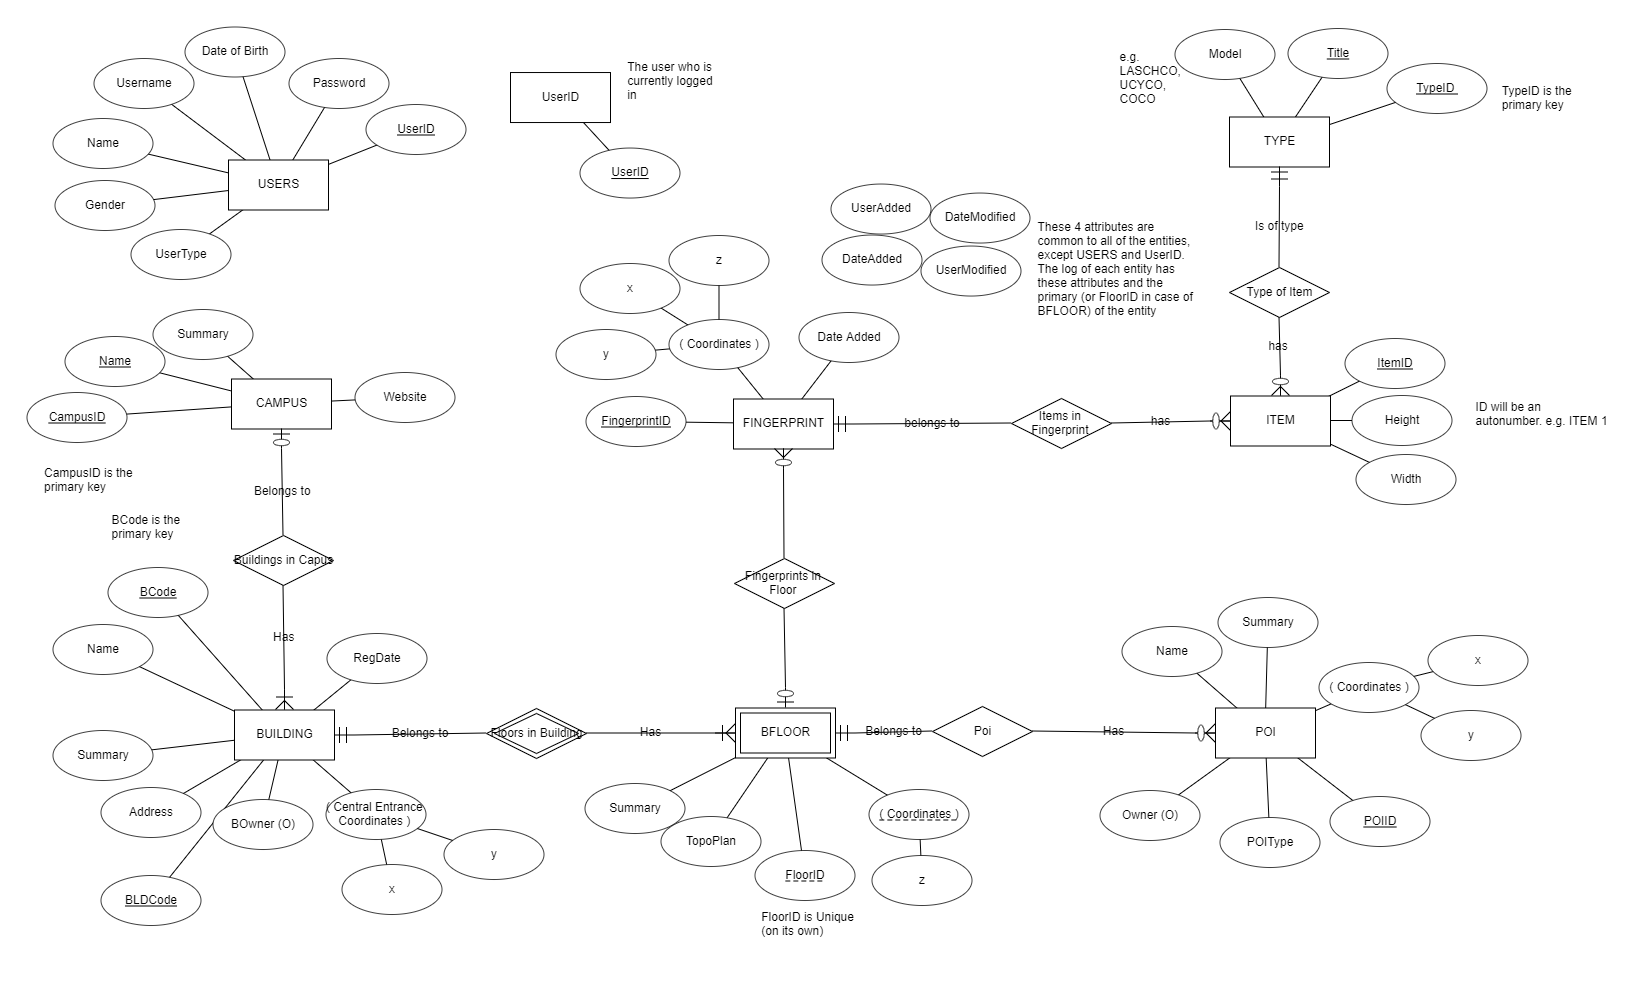 Date of Birth
Username
Password
Name
UserID
USERS
Gender
UserType
UserID
The user who is
currently logged
in
UserID
e.g.
LASCHCO,
UCYCO,
COCO
Model
Title
TypeID
TypeID is the
primary key
TYPE
Is of type
Type of Item
has
UserAdded
DateModified
DateAdded
UserModified
These 4 attributes are
common to all of the entities,
except USERS and UserID.
The log of each entity has
these attributes and the
primary (or FloorID in case of
BFLOOR) of the entity
z
x
y
( Coordinates )
Date Added
FingerprintID
FINGERPRINT
belongs to
Items in
Fingerprint
has
ITEM
ItemID
Height
Width
ID will be an
autonumber. e.g. ITEM 1
Summary
Name
CampusID
CAMPUS
Website
CampusID is the
primary key
Belongs to
BCode is the
primary key
Buildings in Capus
Has
Fingerprints in
Floor
BCode
Name
RegDate
BUILDING
Summary
Address
BOwner (O)
( Central Entrance
Coordinates )
y
x
BLDCode
Belongs to
Floors in Building
Has
BFLOOR
Summary
TopoPlan
FloorID
( Coordinates )
z
FloorID is Unique
(on its own)
Belongs to
Poi
Has
POI
Name
Summary
( Coordinates )
x
y
Owner (O)
POIType
POIID